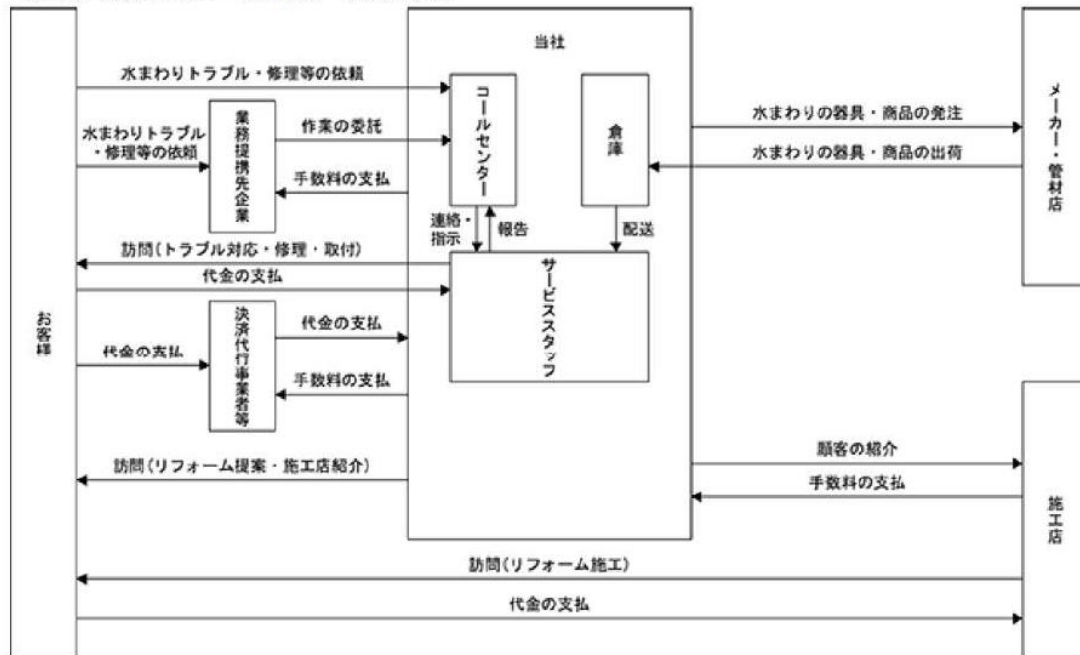 当社
水まわりトラブル・修理等の依頼
コールセンター
倉庫
メーカー・管材店
水まわりの器具・商品の発注
業務提携先企業
作業の委託
水まわりトラブル
・修理等の依頼
水まわりの器具・商品の出荷
手数料の支払
連絡・
指示
報告
配送
訪問(トラブル対応・修理・取付)
サービススタッフ
代金の支払
お客様
決済代行事業者等
代金の支払
代金の支払
手数料の支払
顧客の紹介
訪問(リフォーム提案・施工店紹介)
手数料の支払
施工店
訪問(リフォーム施工)
代金の支払